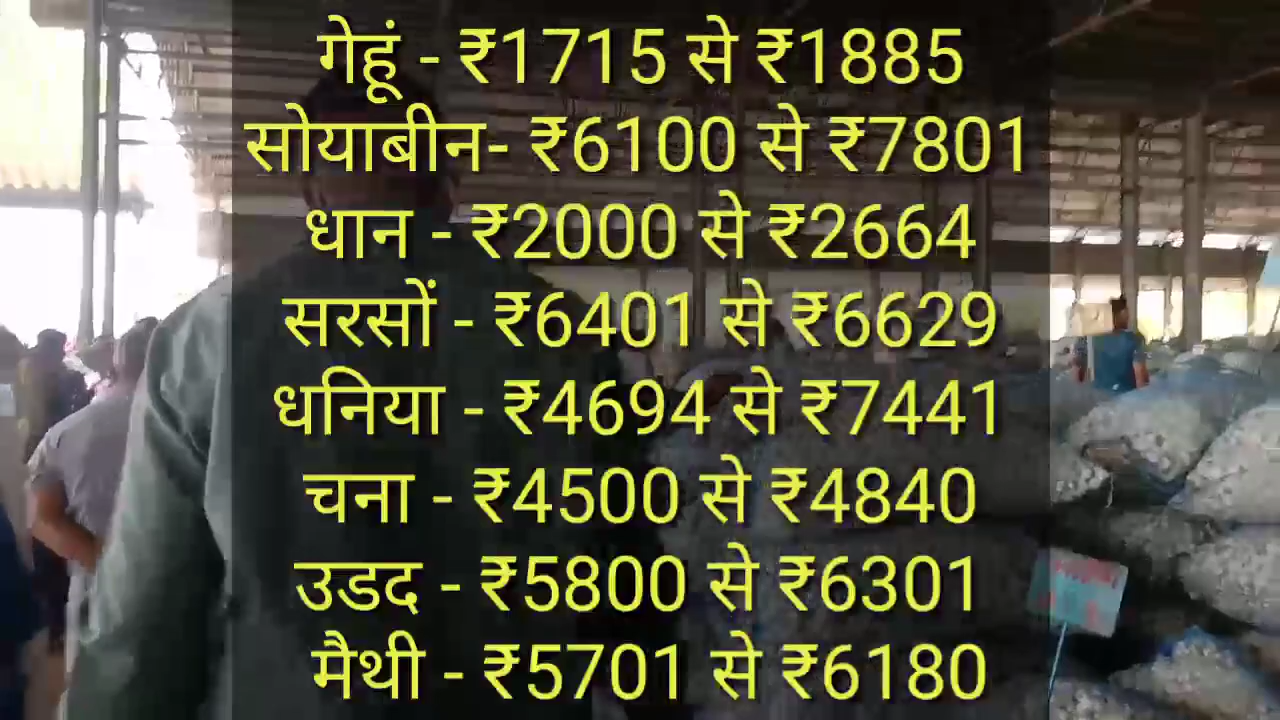 गेहूं - ₹1715 से ₹1885
सोयाबीन- ₹6100 से ₹7801
धान - ₹2000 से ₹2664
सरसों - ₹6401 से ₹6629
धनिया - ₹4694 से ₹7441
चना - ₹4500 से ₹4840
उडद - ₹5800 से ₹6301
मैथी - ₹5701 से ₹6180